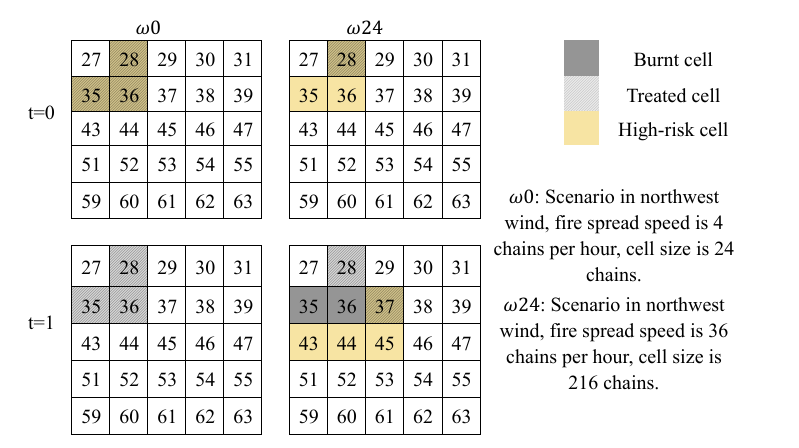 ω0
ω24
27 28 29 30 31
35 36 37 38 39
43 44 45 46 47
51 52 53 54 55
59 60 61 62 63
t=0
27 28 29 30 31
35 36 37 38 39
43 44 45 46 47
51 52 53 54 55
59 60 61 62 63
27 28 29 30 31
35 36 37 38 39
43 44 45 46 47
51 52 53 54 55
59 60 61 62 63
t=1
27 28 29 30 31
35 36 37 38 39
43 44 45 46 47
51 52 53 54 55
59 60 61 62 63
Burnt cell
Treated cell
High-risk cell
ω0: Scenario in northwest
wind, fire spread speed is 4
chains per hour, cell size is 24
chains.
ω24: Scenario in northwest
wind, fire spread speed is 36
chains per hour, cell size is
216 chains.